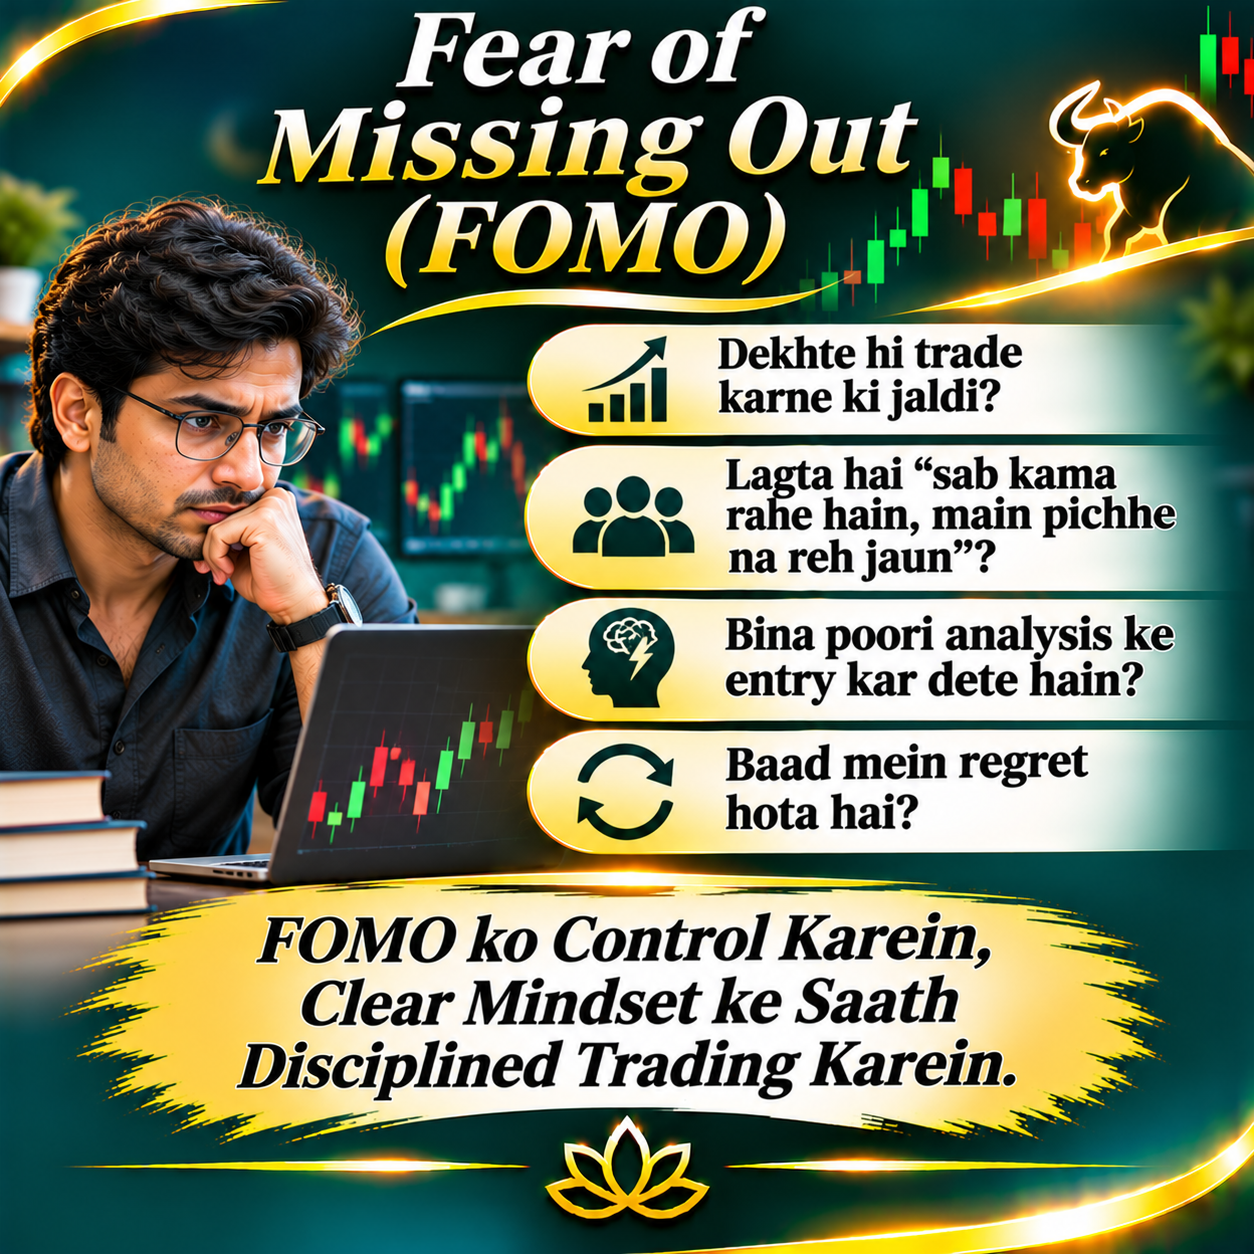 Fear of
Missing Out
(FOMO)
Dekhte hi trade
karne ki jaldi?
Lagta hai “sab kama
rahe hain, main pichhe
na reh jaun”?
Bina poori analysis ke
entry kar dete hain?
Baad mein regret
hota hai?
FOMO ko Control Karein,
Clear Mindset ke Saath
Disciplined Trading Karein.